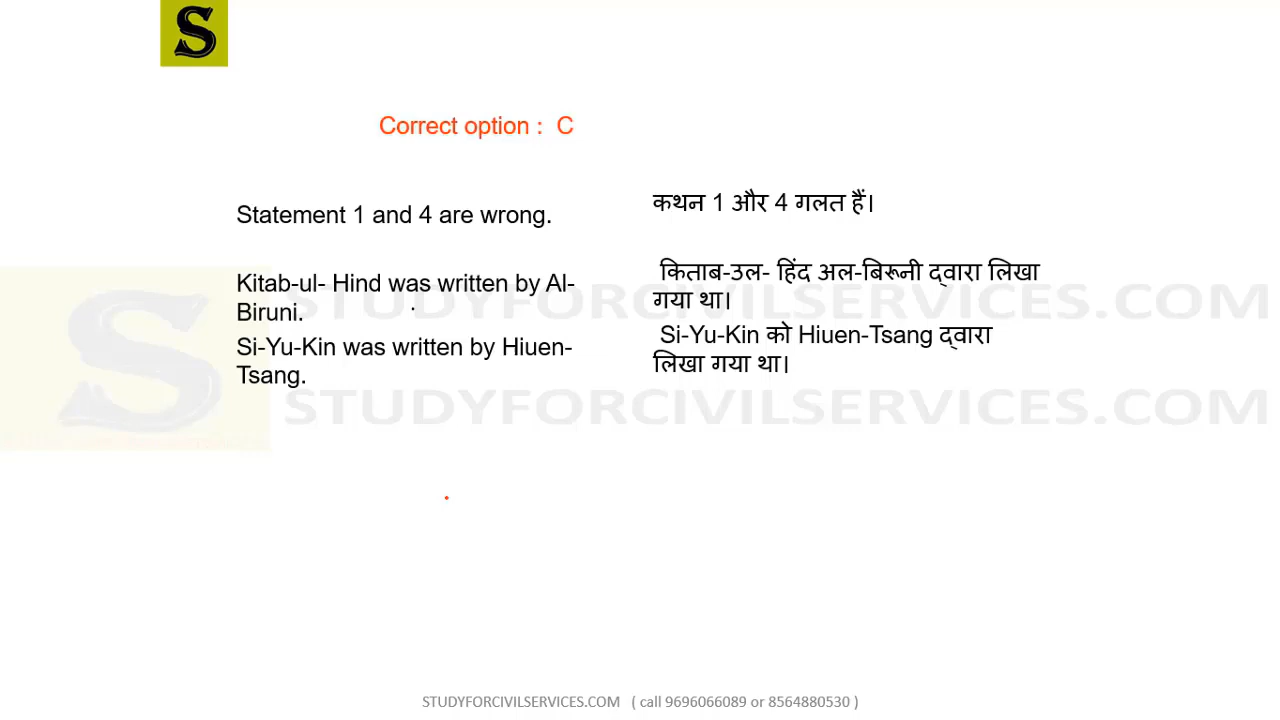 S
Correct option :  C
Statement 1 and 4 are wrong.
Kitab-ul- Hind was written by Al-
Biruni.
Si-Yu-Kin was written by Hiuen-
Tsang.
कथन 1 और 4 गलत हैं।
किताब-उल- हिंद अल-बिरूनी द्वारा लिखा
गया था।
Si-Yu-Kin को Hiuen-Tsang द्वारा
लिखा गया था।
S
STUDYFORCIVILSERVICES.COM
STUDYFORCIVILSERVICES.COM
STUDYFORCIVILSERVICES.COM   ( call 9696066089 or 8564880530 )